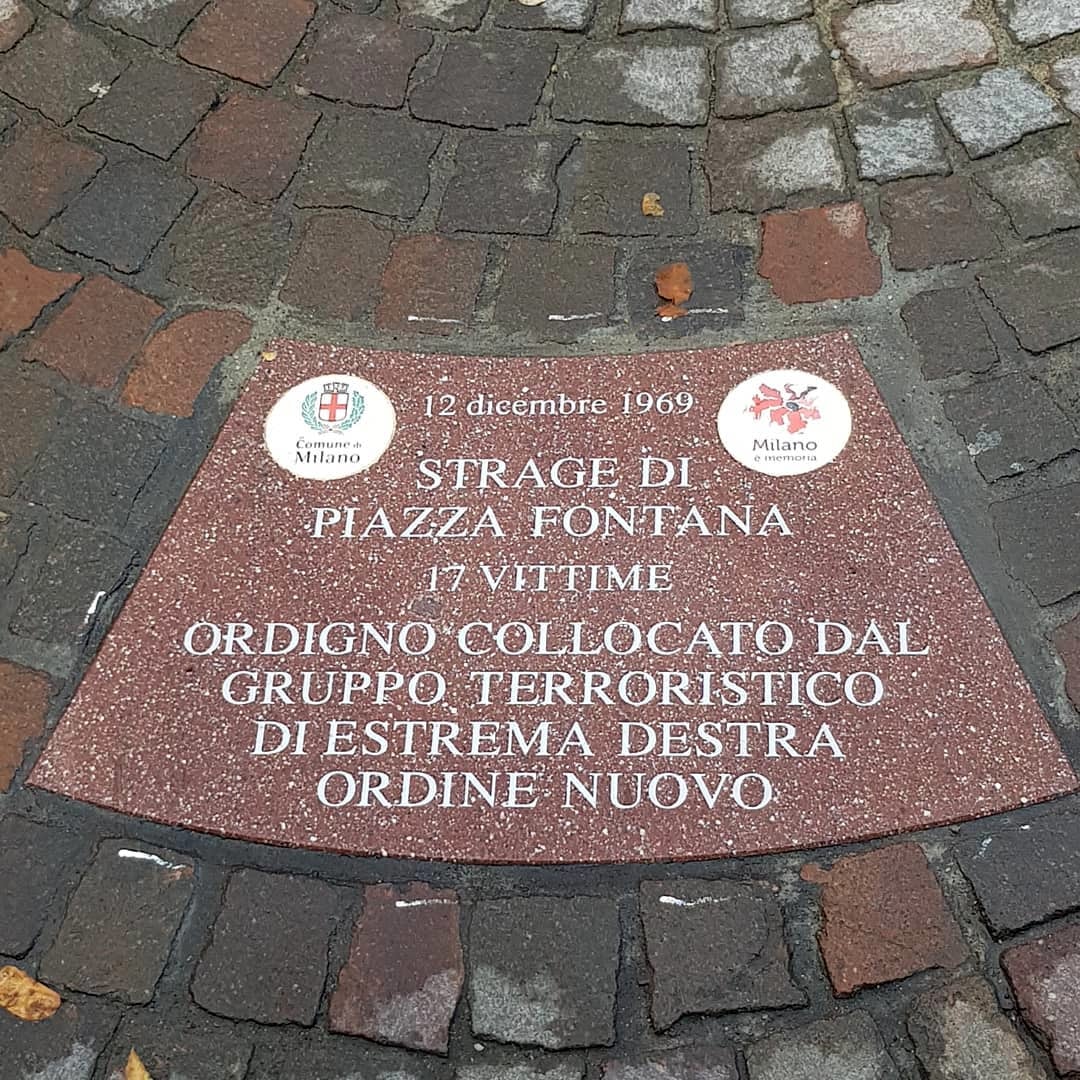 12 dicembre 1969
Comune di
Milano
Milano
è memoria
STRAGE DI
PIAZZA FONTANA
17 VITTIME
ORDIGNO COLLOCATO DAL
GRUPPO TERRORISTICO
DI ESTREMA DESTRA
ORDINE NUOVO